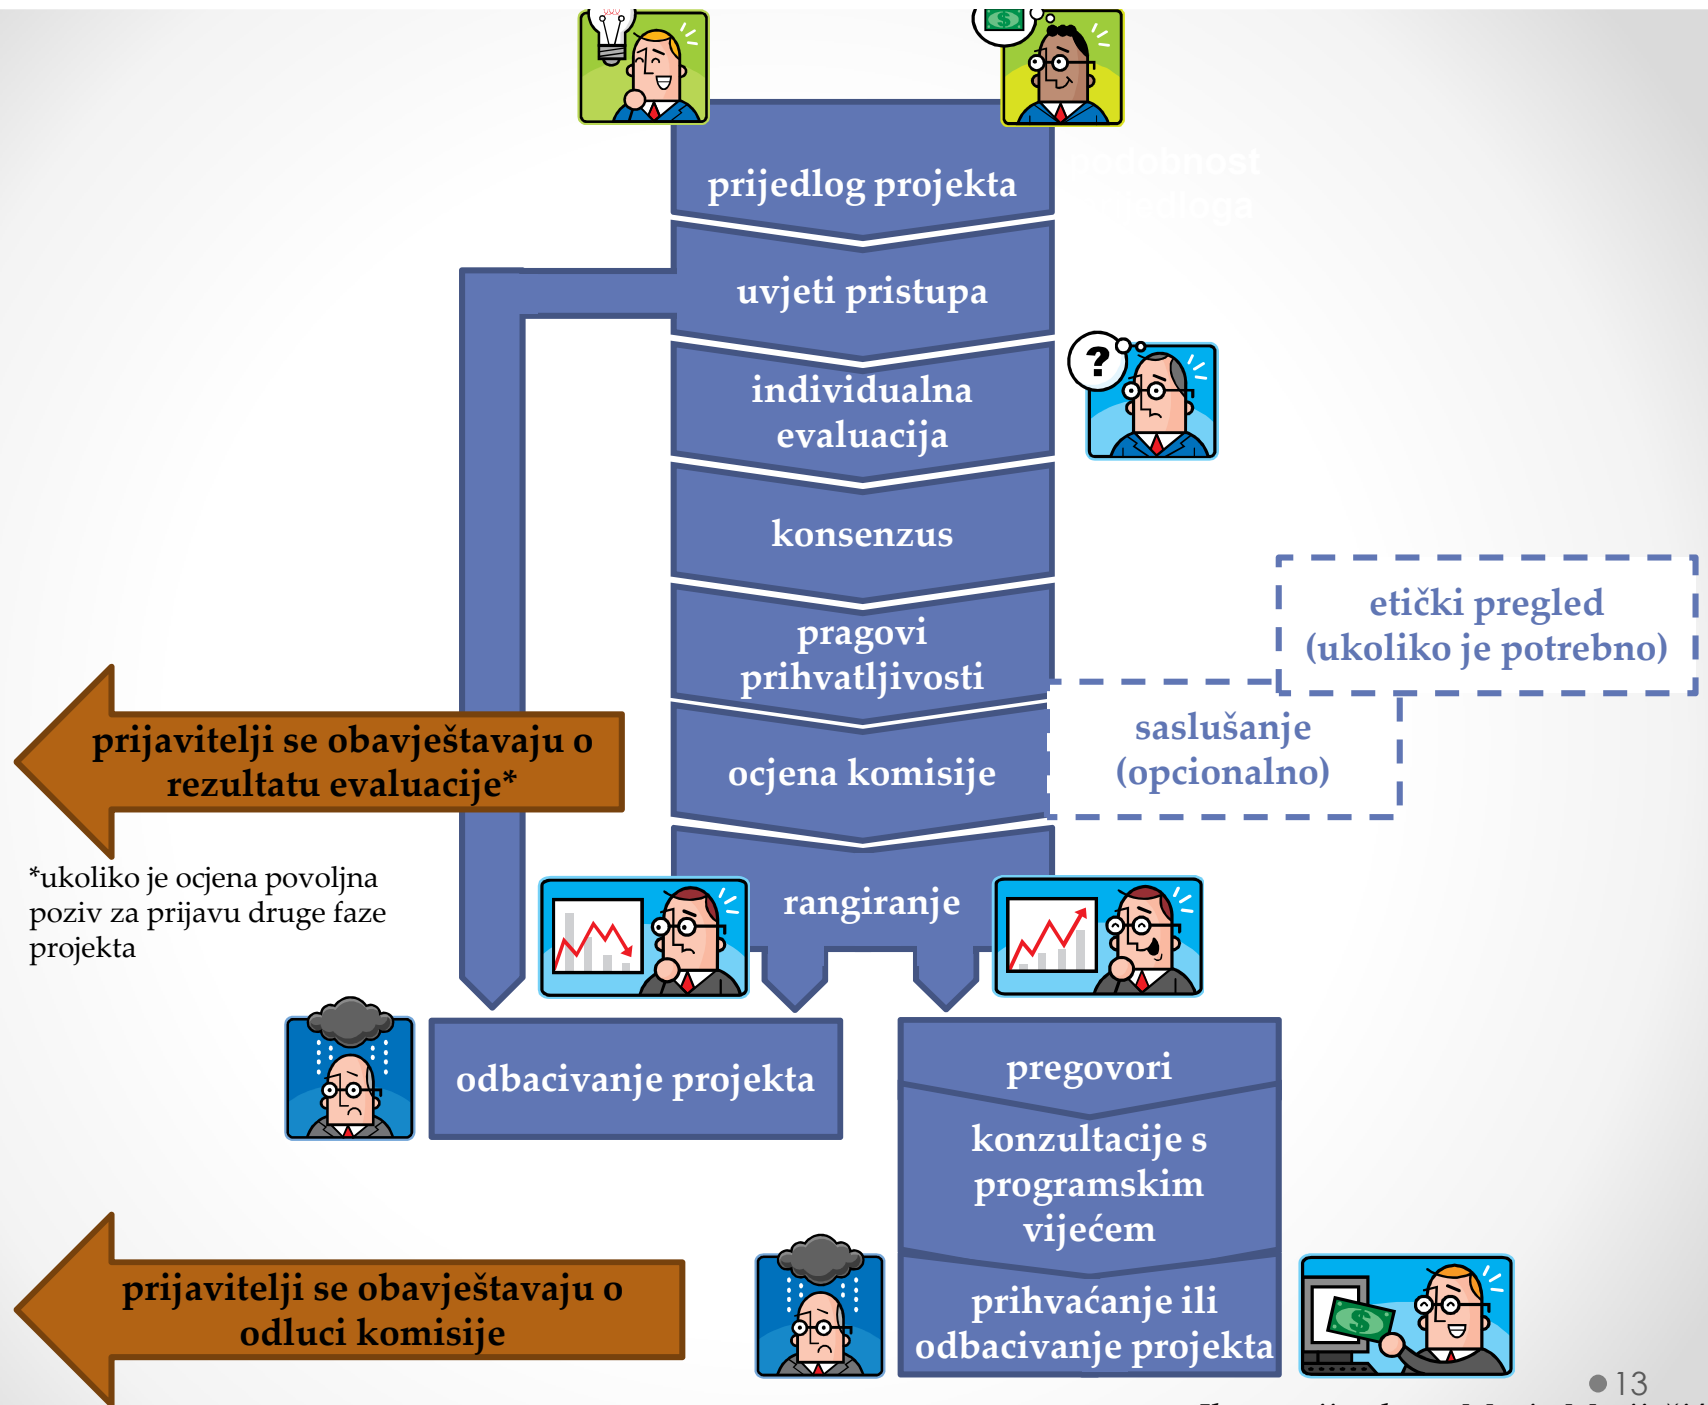 prijedlog projekta
uvjeti pristupa
individualna
evaluacija
?
konsenzus
pragovi
prihvatljivosti
etički pregled
(ukoliko je potrebno)
saslušanje
(opcionalno)
ocjena komisije
prijavitelji se obavještavaju o
rezultatu evaluacije*
*ukoliko je ocjena povoljna
poziv za prijavu druge faze
projekta
rangiranje
odbacivanje projekta
pregovori
konzultacije s
programskim
vijećem
prihvaćanje ili
odbacivanje projekta
prijavitelji se obavještavaju o
odluci komisije
13